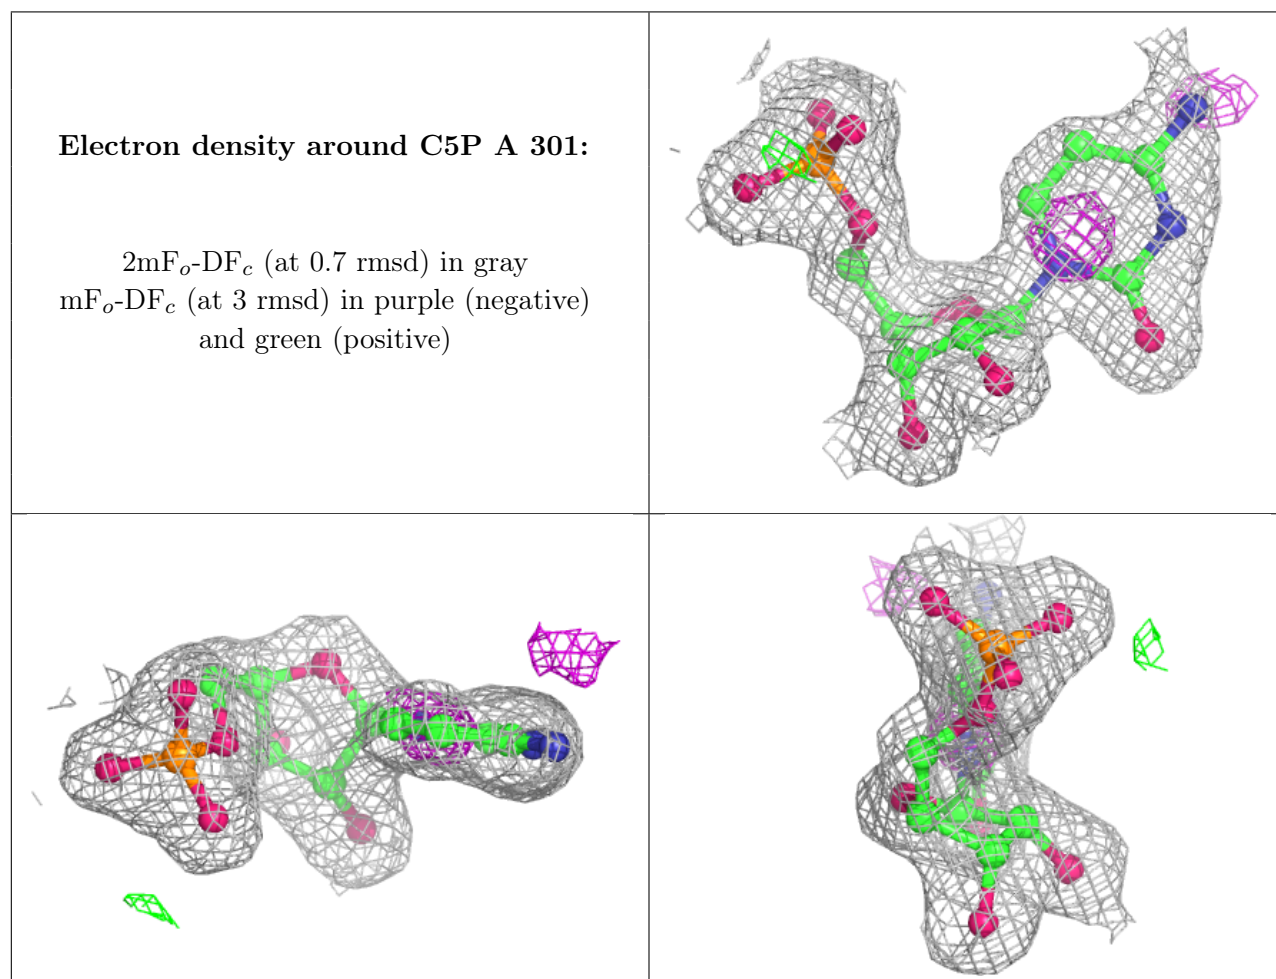 Electron density around C5P A 301:
2mFₒ-DF𝒸 (at 0.7 rmsd) in gray
mFₒ-DF𝒸 (at 3 rmsd) in purple (negative)
and green (positive)